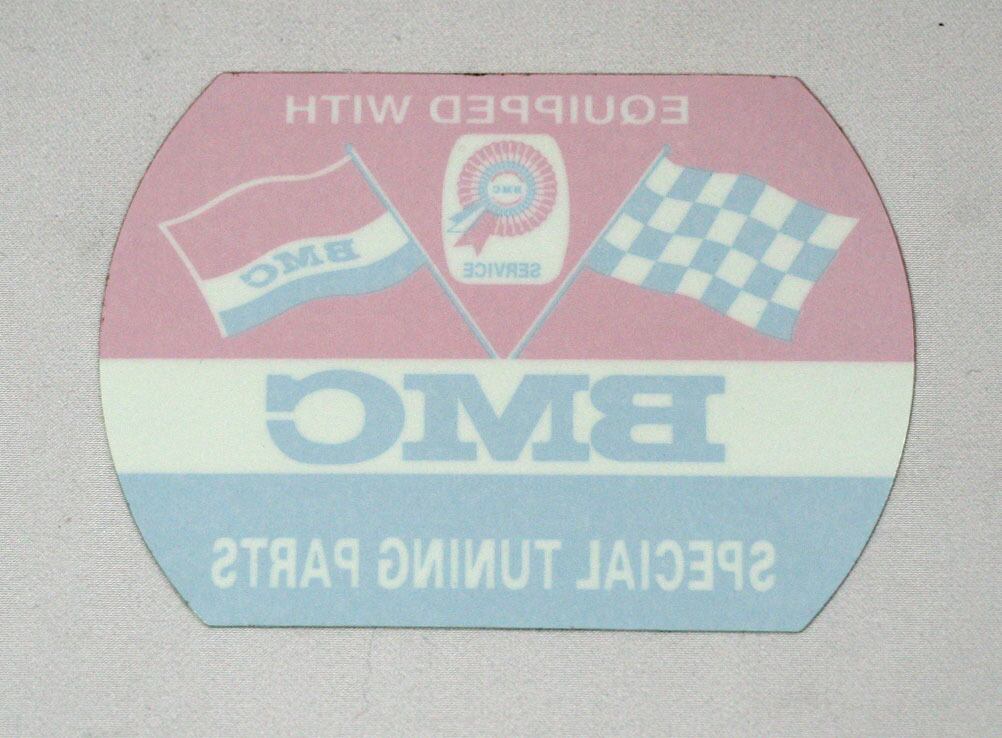 EQUIPPED WITH
BMC
SERVICE
BMC
BMC
SPECIAL TUNING PARTS